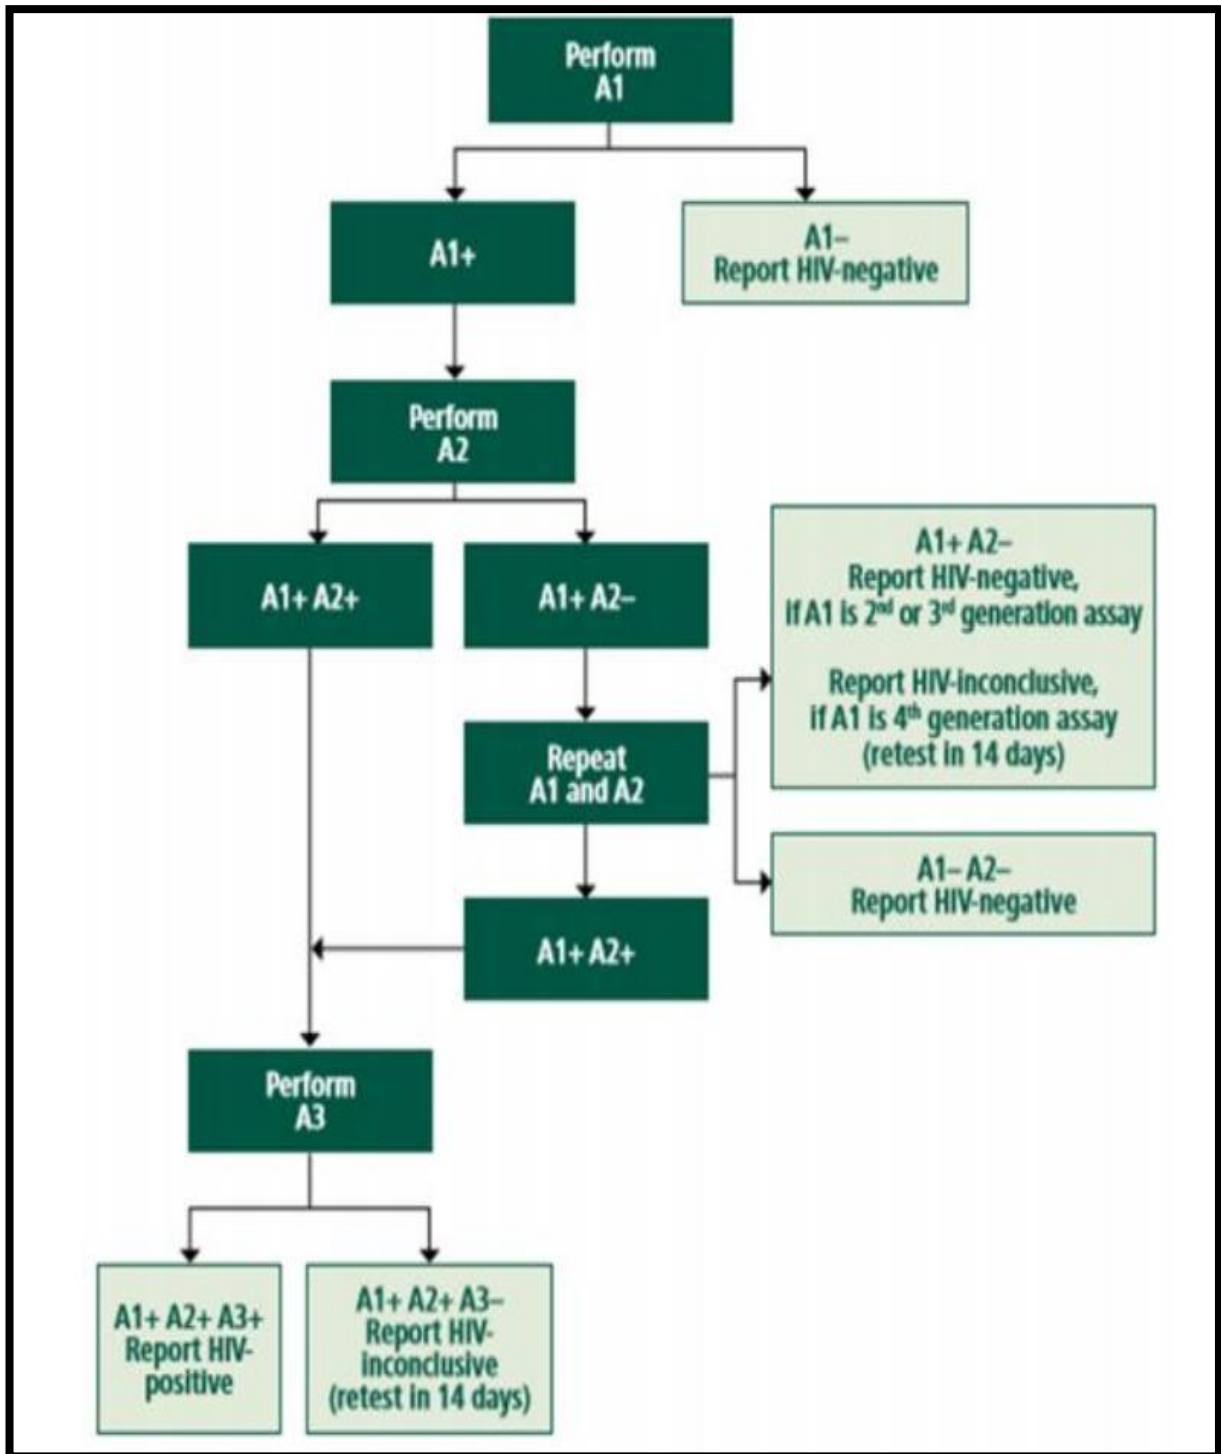 Perform
A1
A1+
A1–
Report HIV-negative
Perform
A2
A1+ A2+
A1+ A2–
A1+ A2–
Report HIV-negative,
if A1 is 2nd or 3rd generation assay
Report HIV-inconclusive,
if A1 is 4th generation assay
(retest in 14 days)
Repeat
A1 and A2
A1– A2–
Report HIV-negative
A1+ A2+
Perform
A3
A1+ A2+ A3+
Report HIV-
positive
A1+ A2+ A3–
Report HIV-
inconclusive
(retest in 14 days)